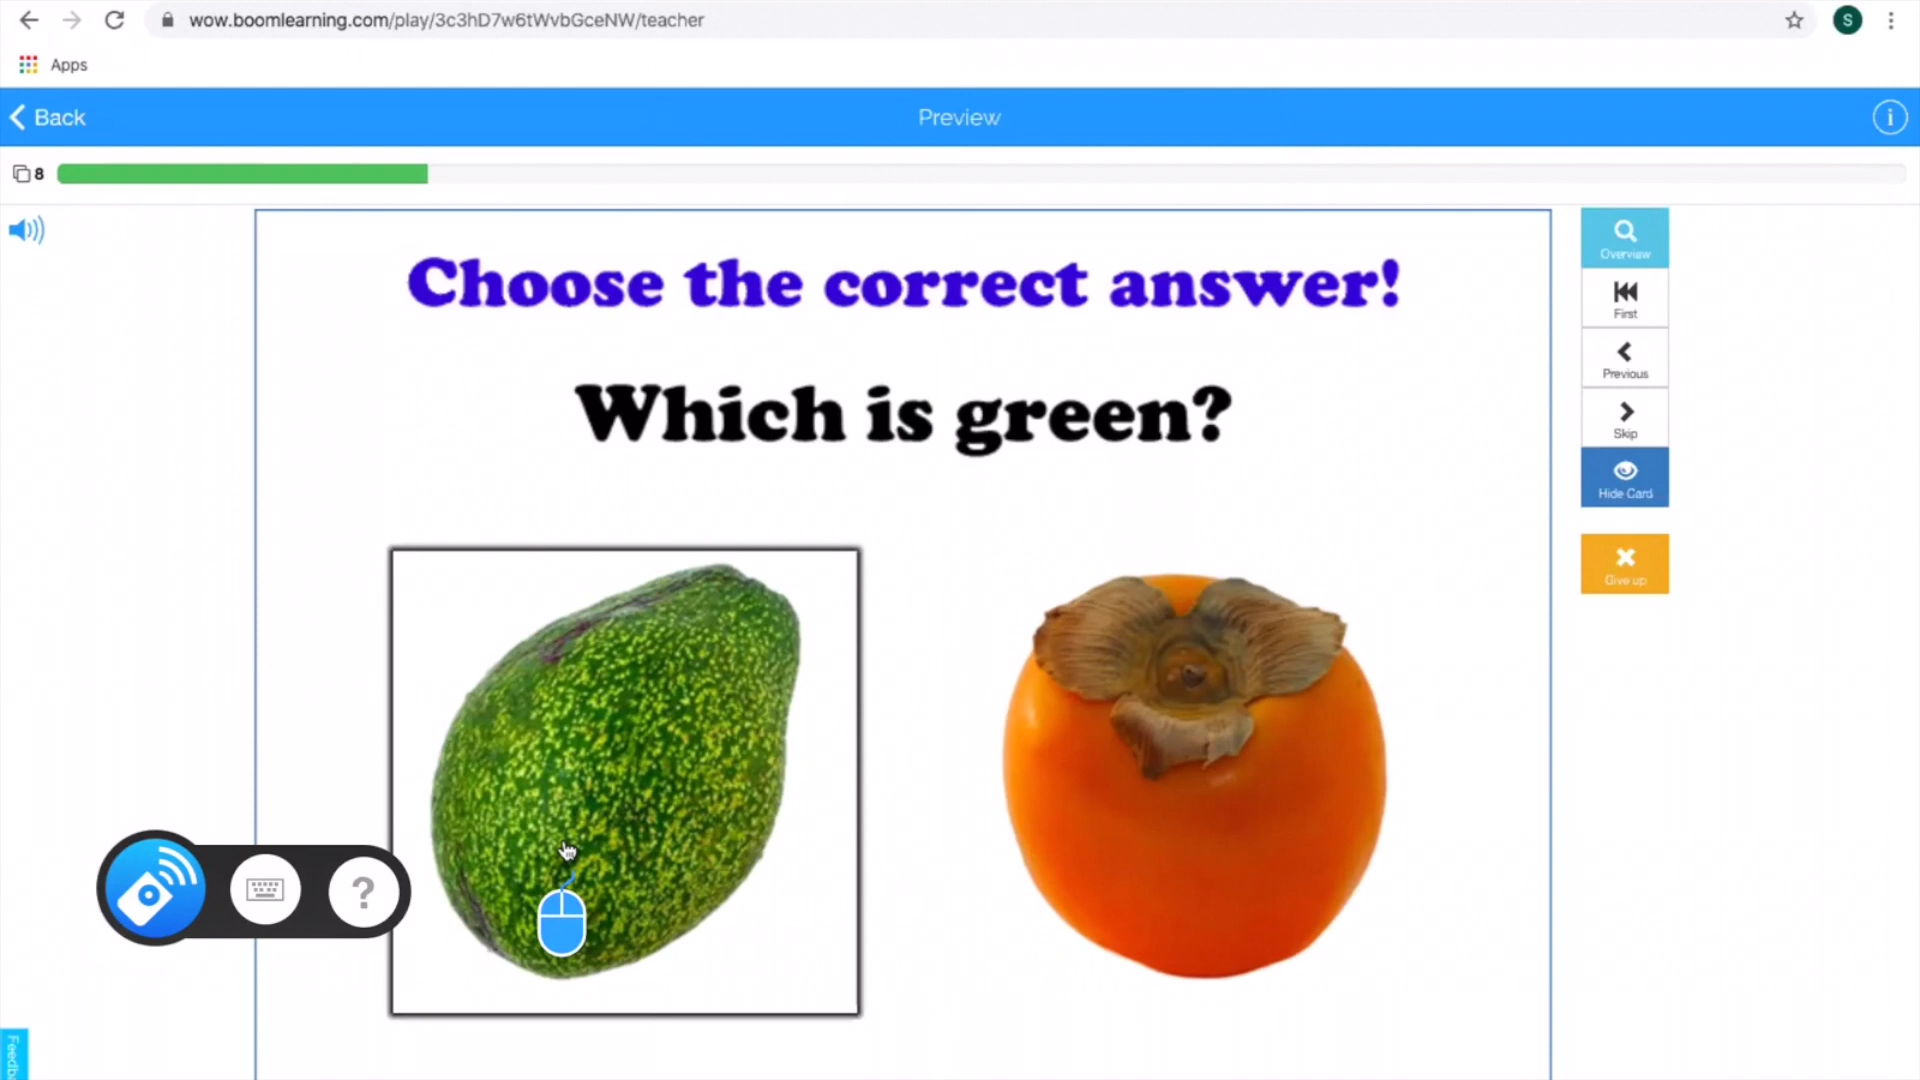 wow.boomlearning.com/play/3c3hD7w6tWvbGceNW/teacher
S
Apps
Back
Preview
i
8
Choose the correct answer!
Which is green?
Overview
First
Previous
Skip
Hide Card
Give up
?